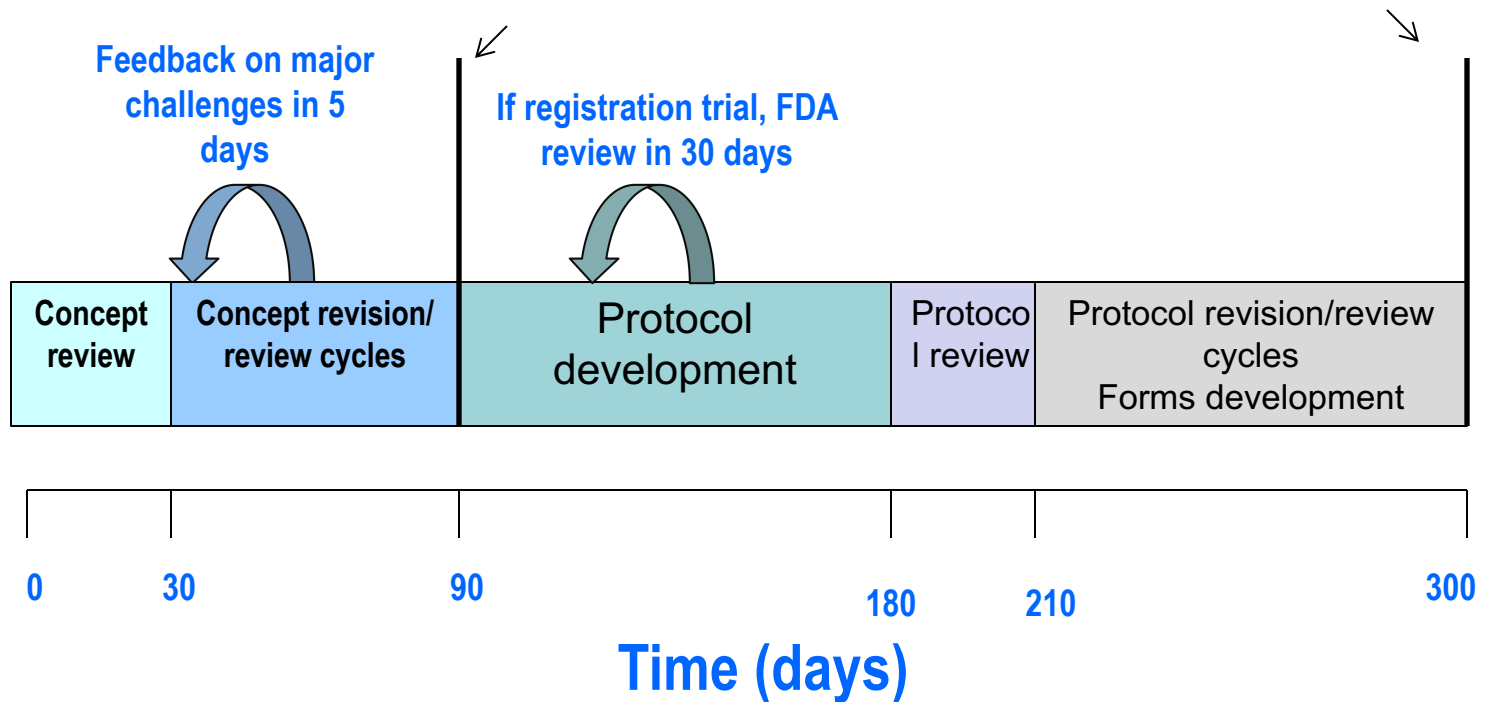 Feedback on major
challenges in 5
days
If registration trial, FDA
review in 30 days
Concept
review
Concept revision/
review cycles
Protocol
development
Protoco
l review
Protocol revision/review
cycles
Forms development
0
30
90
180
210
300
Time (days)